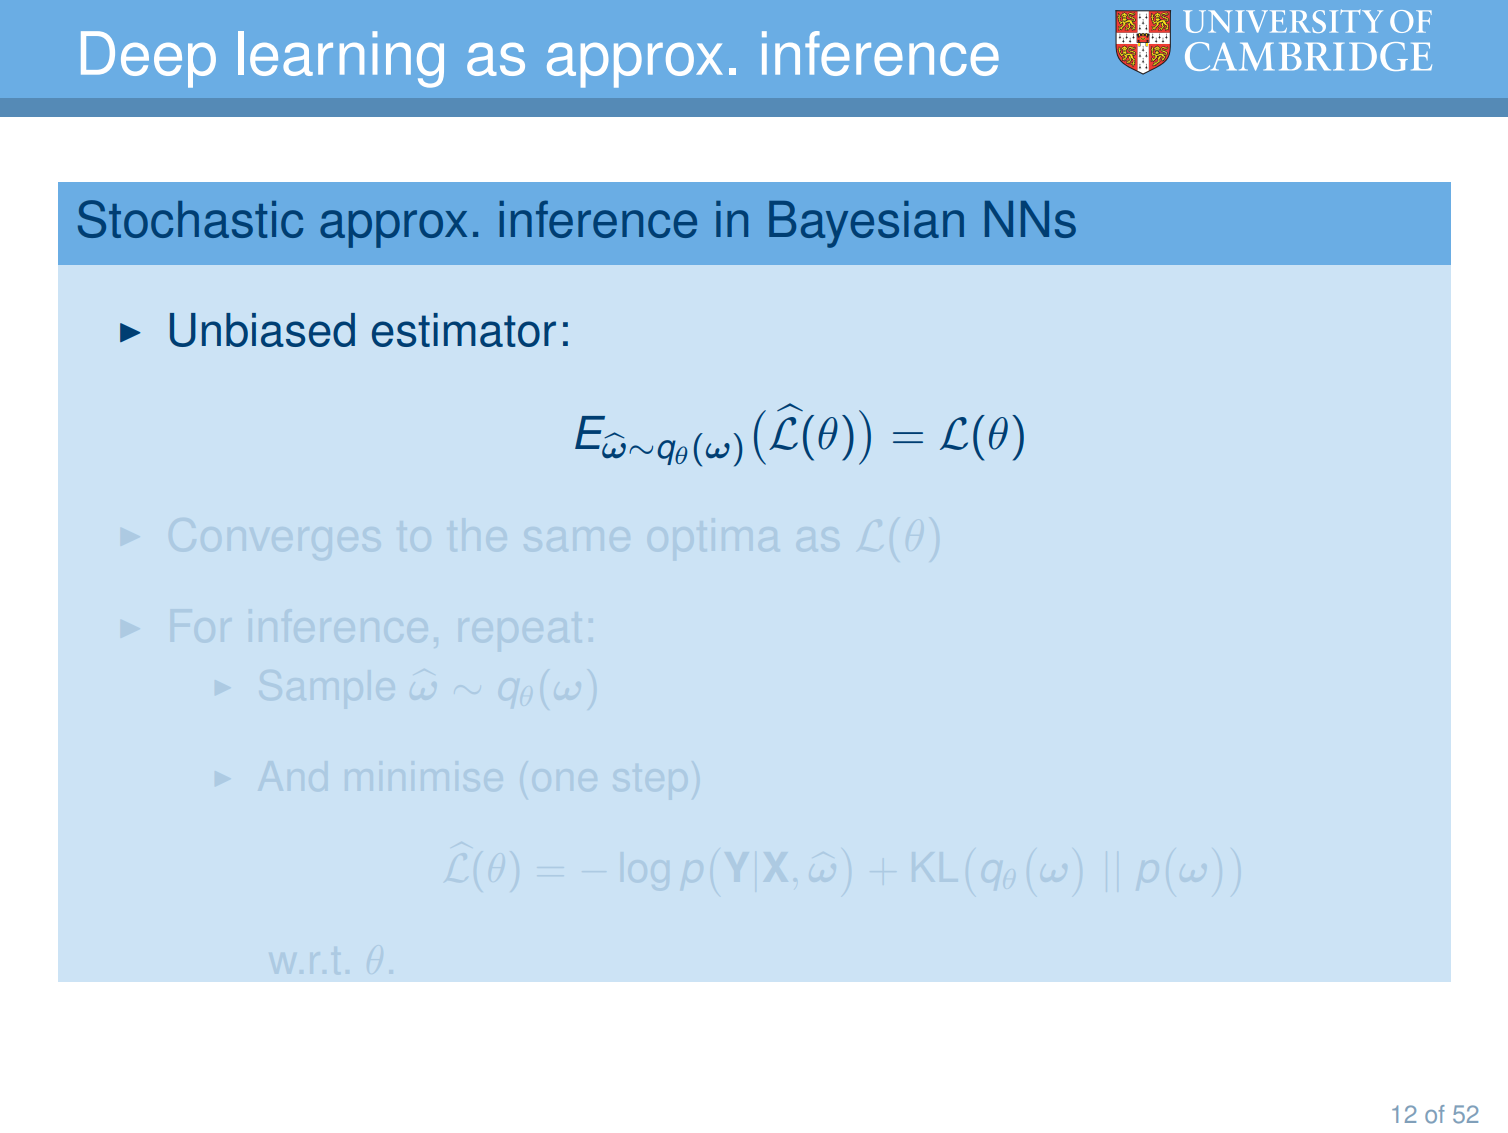 Deep learning as approx. inference
UNIVERSITY OF
CAMBRIDGE
Stochastic approx. inference in Bayesian NNs
▶ Unbiased estimator:
E_{ω̂∼q_θ(ω)}(ℒ̂(θ)) = ℒ(θ)
▶ Converges to the same optima as ℒ(θ)
▶ For inference, repeat:
▶ Sample ω̂ ∼ q_θ(ω)
▶ And minimise (one step)
ℒ̂(θ) = − log p(Y|X, ω̂) + KL(q_θ(ω) || p(ω))
w.r.t. θ.
12 of 52